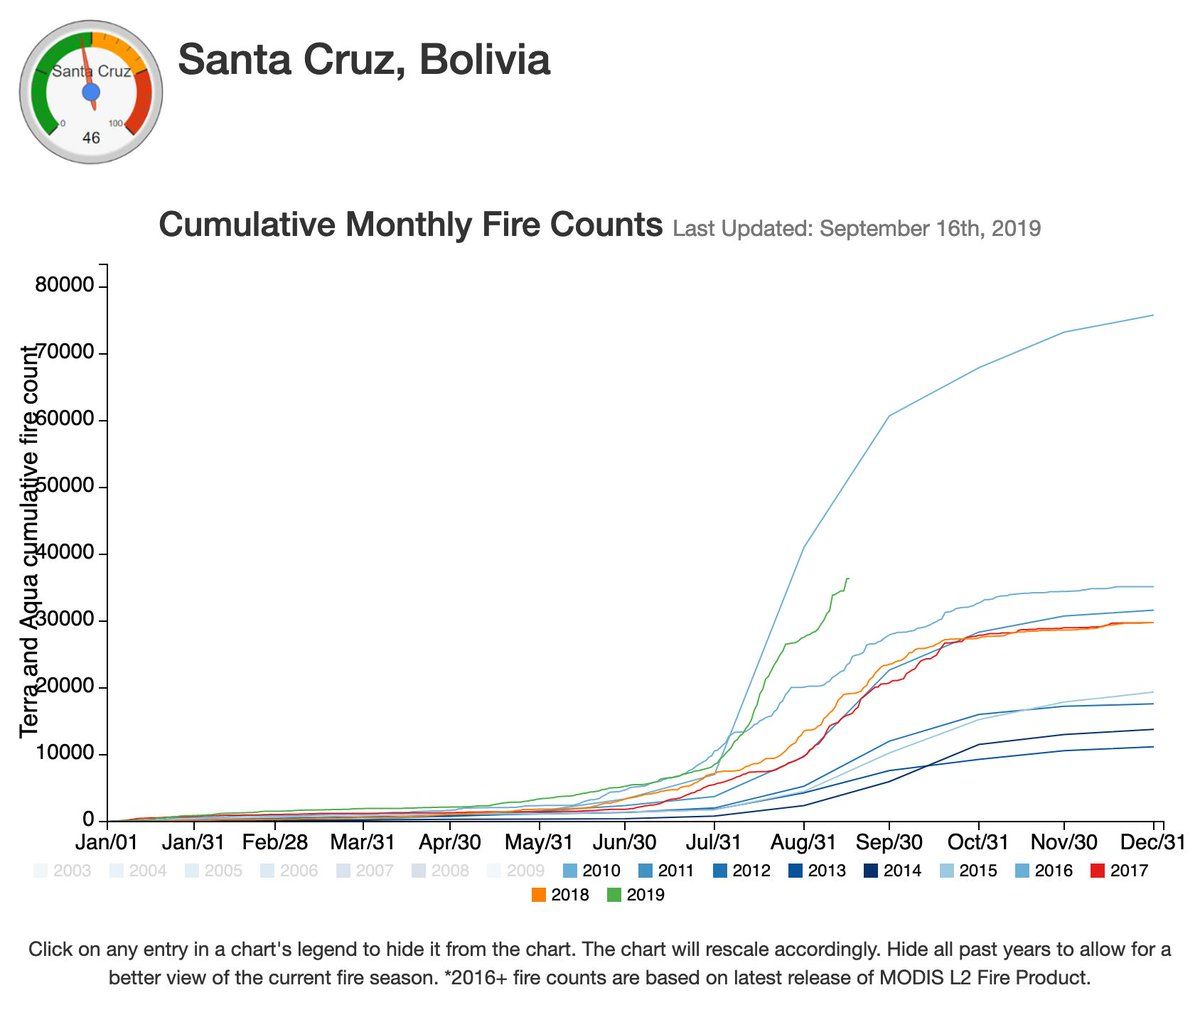 Santa Cruz
0
100
46
Santa Cruz, Bolivia
Cumulative Monthly Fire Counts Last Updated: September 16th, 2019
Terra and Aqua cumulative fire count
80000
70000
60000
50000
40000
30000
20000
10000
0
Jan/01 Jan/31 Feb/28 Mar/31 Apr/30 May/31 Jun/30 Jul/31 Aug/31 Sep/30 Oct/31 Nov/30 Dec/31
2003 2004 2005 2006 2007 2008 2009 2010 2011 2012 2013 2014 2015 2016 2017
2018 2019
Click on any entry in a chart's legend to hide it from the chart. The chart will rescale accordingly. Hide all past years to allow for a
better view of the current fire season. *2016+ fire counts are based on latest release of MODIS L2 Fire Product.